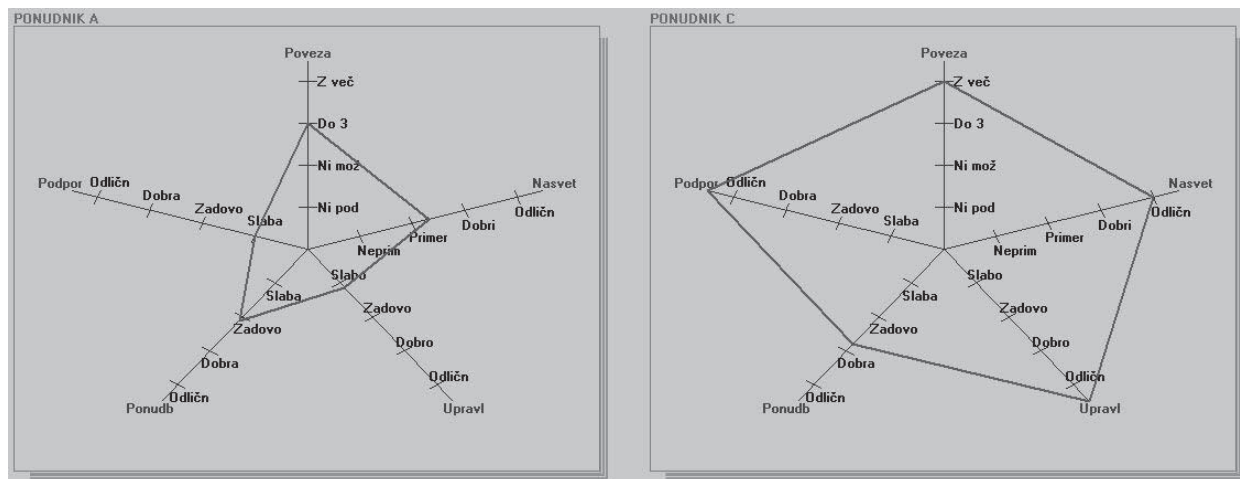 PONUDNIK A
Poveza
Z več
Do 3
Ni mož
Ni pod
Podpor
Odličn
Dobra
Zadovo
Slaba
Nasvet
Odličn
Dobri
Primer
Neprim
Slabo
Zadovo
Dobro
Odličn
Upravl
Slaba
Zadovo
Dobra
Odličn
Ponudb
PONUDNIK C
Poveza
Z več
Do 3
Ni mož
Ni pod
Podpor
Odličn
Dobra
Zadovo
Slaba
Nasvet
Odličn
Dobri
Primer
Neprim
Slabo
Zadovo
Dobro
Odličn
Upravl
Slaba
Zadovo
Dobra
Odličn
Ponudb